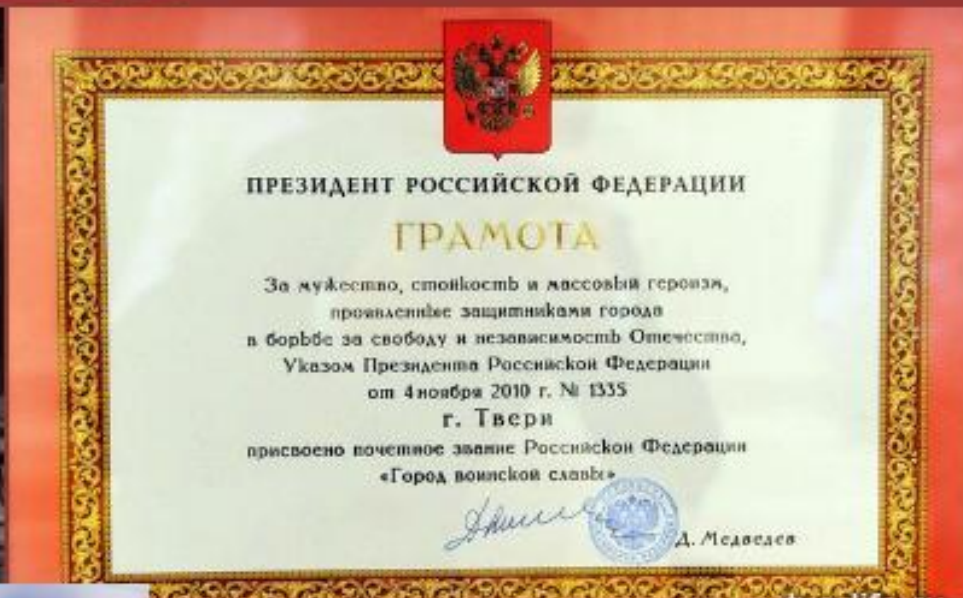 ПРЕЗИДЕНТ РОССИЙСКОЙ ФЕДЕРАЦИИ
ГРАМОТА
За мужество, стойкость и массовый героизм,
проявленные защитниками города
в борьбе за свободу и независимость Отечества,
Указом Президента Российской Федерации
от 4 ноября 2010 г. № 1335
г. Твери
присвоено почетное звание Российской Федерации
«Город воинской славы»
Д. Медведев